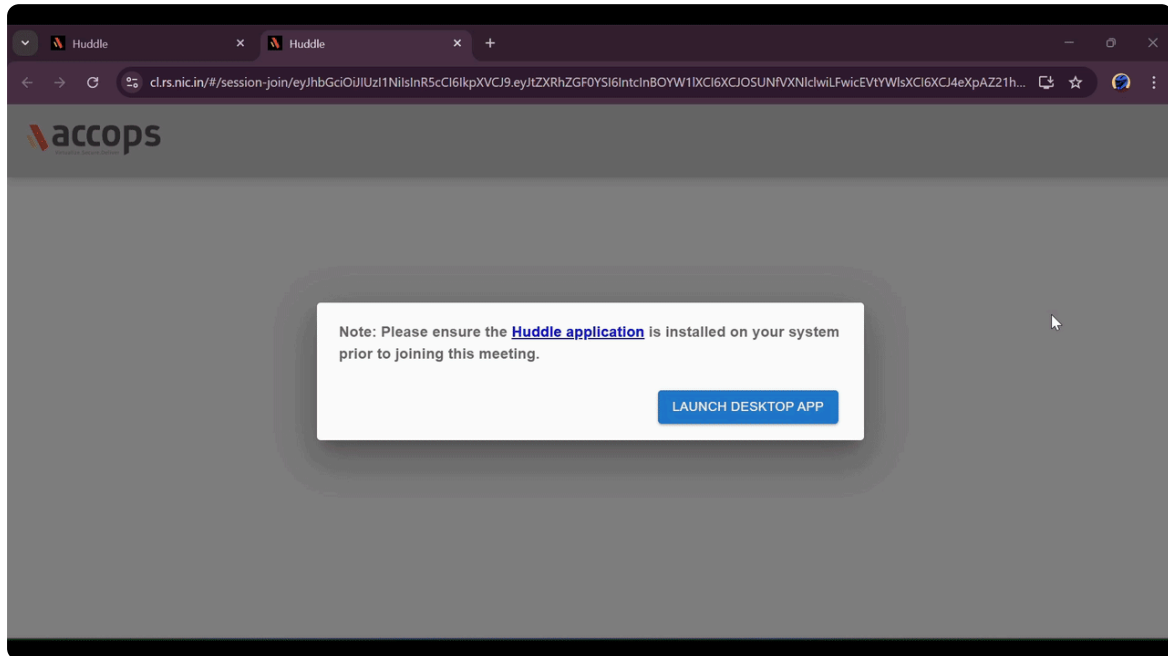 Huddle
Huddle
cl.rs.nic.in/#/session-join/eyJhbGciOiJIUzI1NiIsInR5cCI6IkpXVCJ9.eyJtZXRhZGF0YSI6IntcInBOYW1lXCI6XCJOSUNfVXNlclwiLFwicEVtYWlsXCI6XCJ4eXpAZ21h...
accops
Note: Please ensure the Huddle application is installed on your system
prior to joining this meeting.
LAUNCH DESKTOP APP